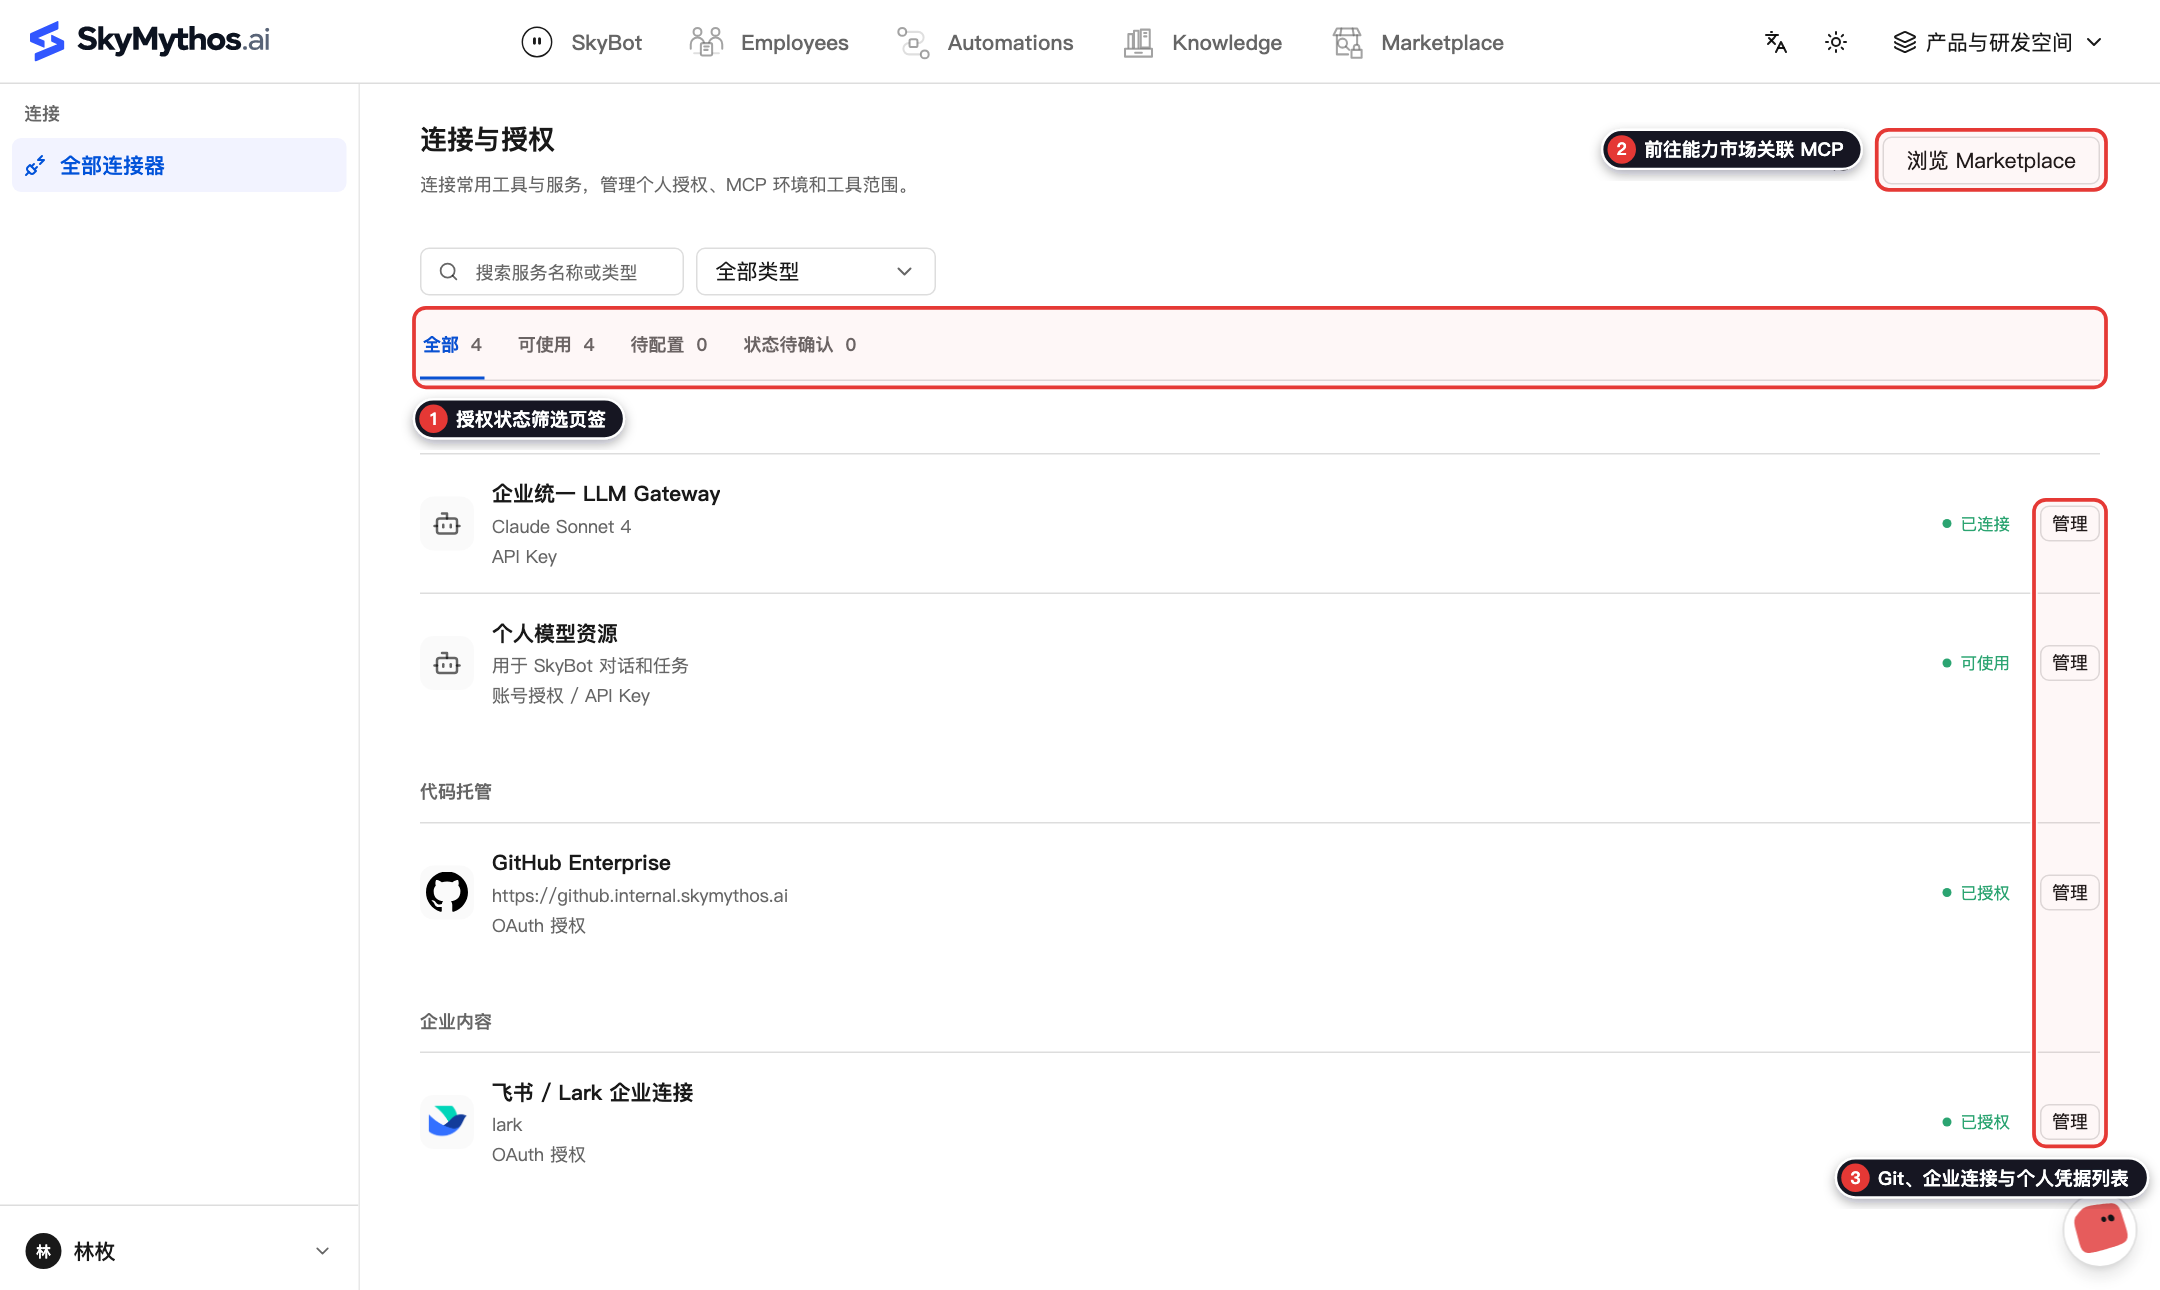 SkyMythos.ai
SkyBot
Employees
Automations
Knowledge
Marketplace
产品与研发空间
连接
全部连接器
连接与授权
连接常用工具与服务，管理个人授权、MCP 环境和工具范围。
2 前往能力市场关联 MCP
浏览 Marketplace
搜索服务名称或类型
全部类型
全部 4
可使用 4
待配置 0
状态待确认 0
1 授权状态筛选页签
企业统一 LLM Gateway
Claude Sonnet 4
API Key
已连接
管理
个人模型资源
用于 SkyBot 对话和任务
账号授权 / API Key
可使用
管理
代码托管
GitHub Enterprise
https://github.internal.skymythos.ai
OAuth 授权
已授权
管理
企业内容
飞书 / Lark 企业连接
lark
OAuth 授权
已授权
管理
3 Git、企业连接与个人凭据列表
林 林枚